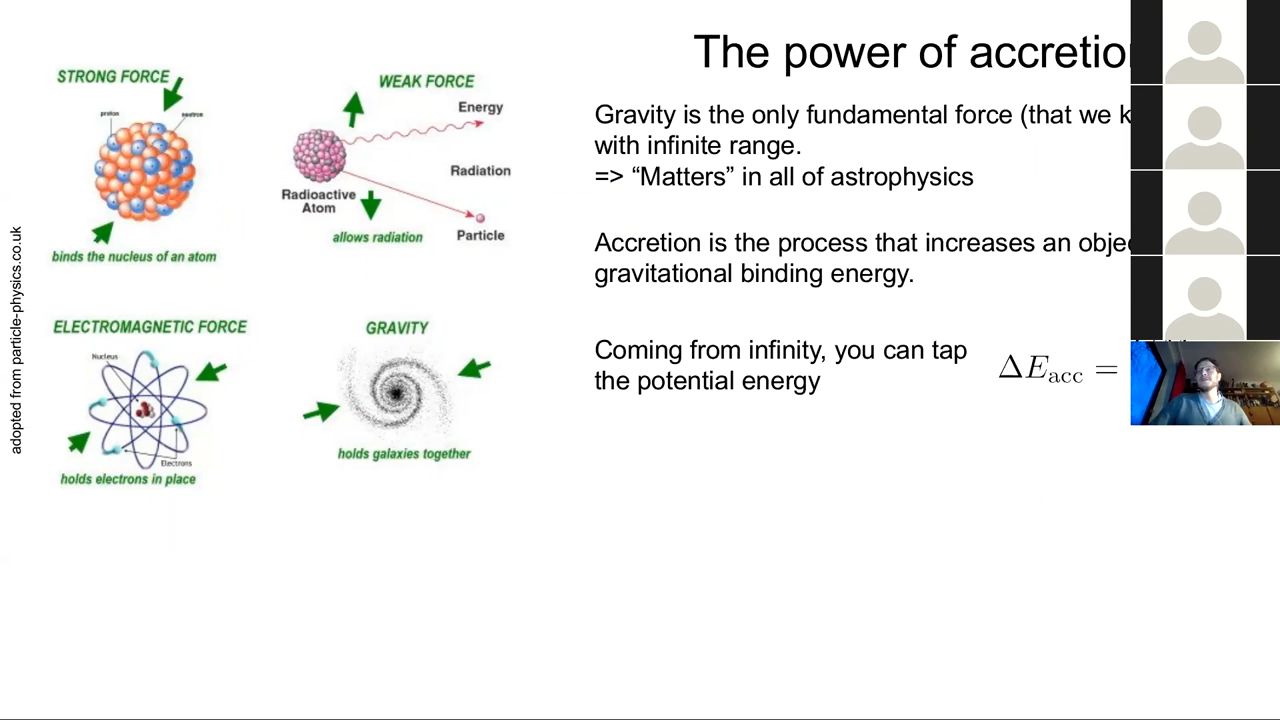 The power of accretion
STRONG FORCE
proton
neutron
binds the nucleus of an atom
WEAK FORCE
Energy
Radiation
Radioactive
Atom
allows radiation
Particle
ELECTROMAGNETIC FORCE
Nucleus
Electrons
holds electrons in place
GRAVITY
holds galaxies together
adopted from particle-physics.co.uk
Gravity is the only fundamental force (that we k
with infinite range.
=> “Matters” in all of astrophysics
Accretion is the process that increases an objec
gravitational binding energy.
Coming from infinity, you can tap
the potential energy
ΔE_acc =